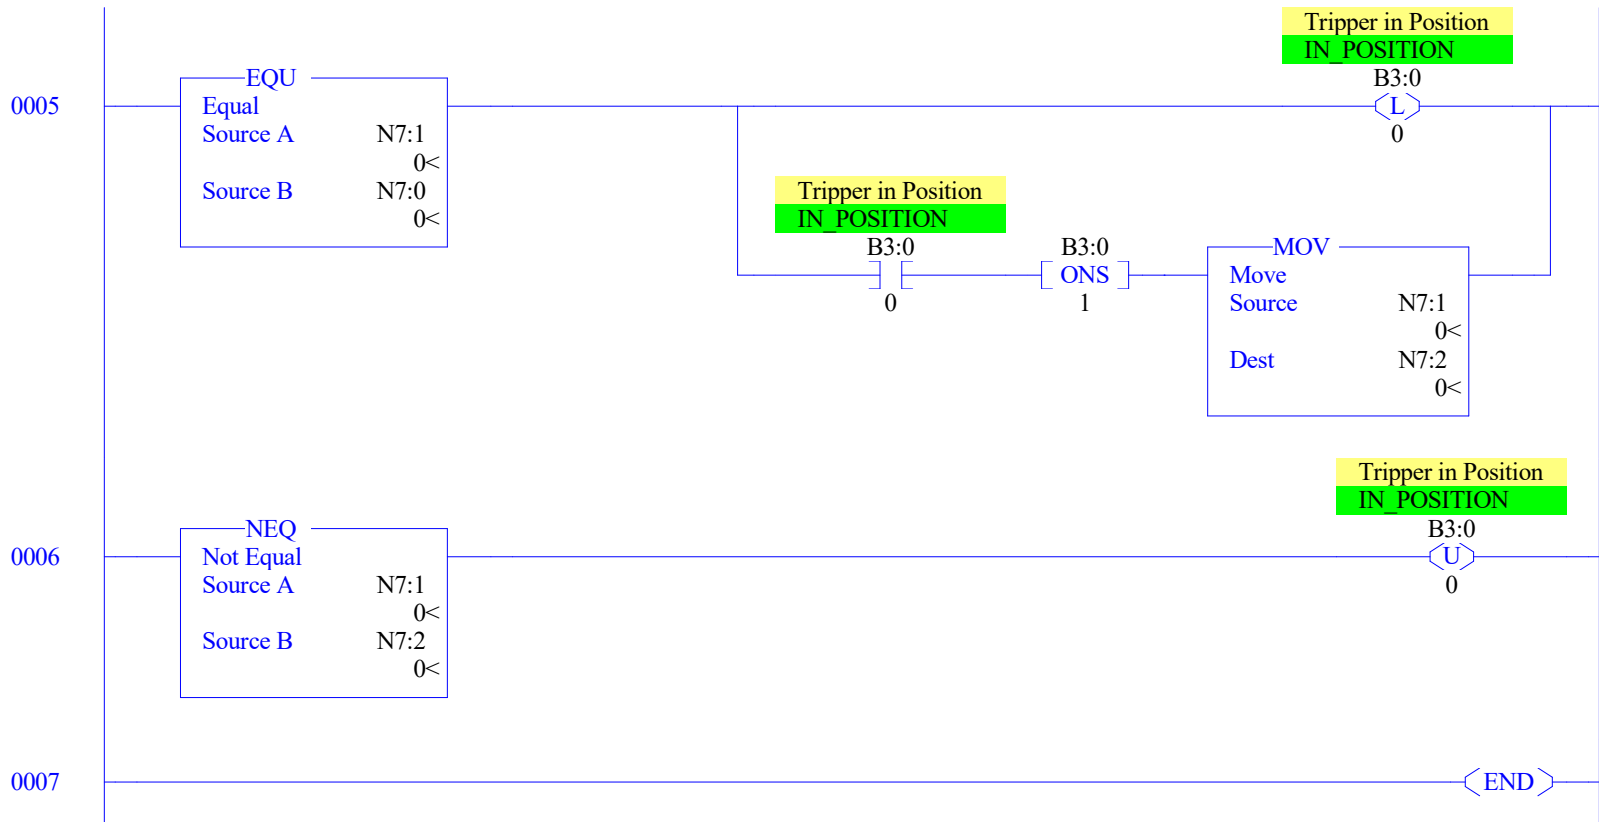 Tripper in Position
IN_POSITION
B3:0
0005
EQU
Equal
Source A N7:1
0<
Source B N7:0
0<
L
0
Tripper in Position
IN_POSITION
B3:0
0
B3:0
ONS
1
MOV
Move
Source N7:1
0<
Dest N7:2
0<
Tripper in Position
IN_POSITION
B3:0
0006
NEQ
Not Equal
Source A N7:1
0<
Source B N7:2
0<
U
0
0007
END